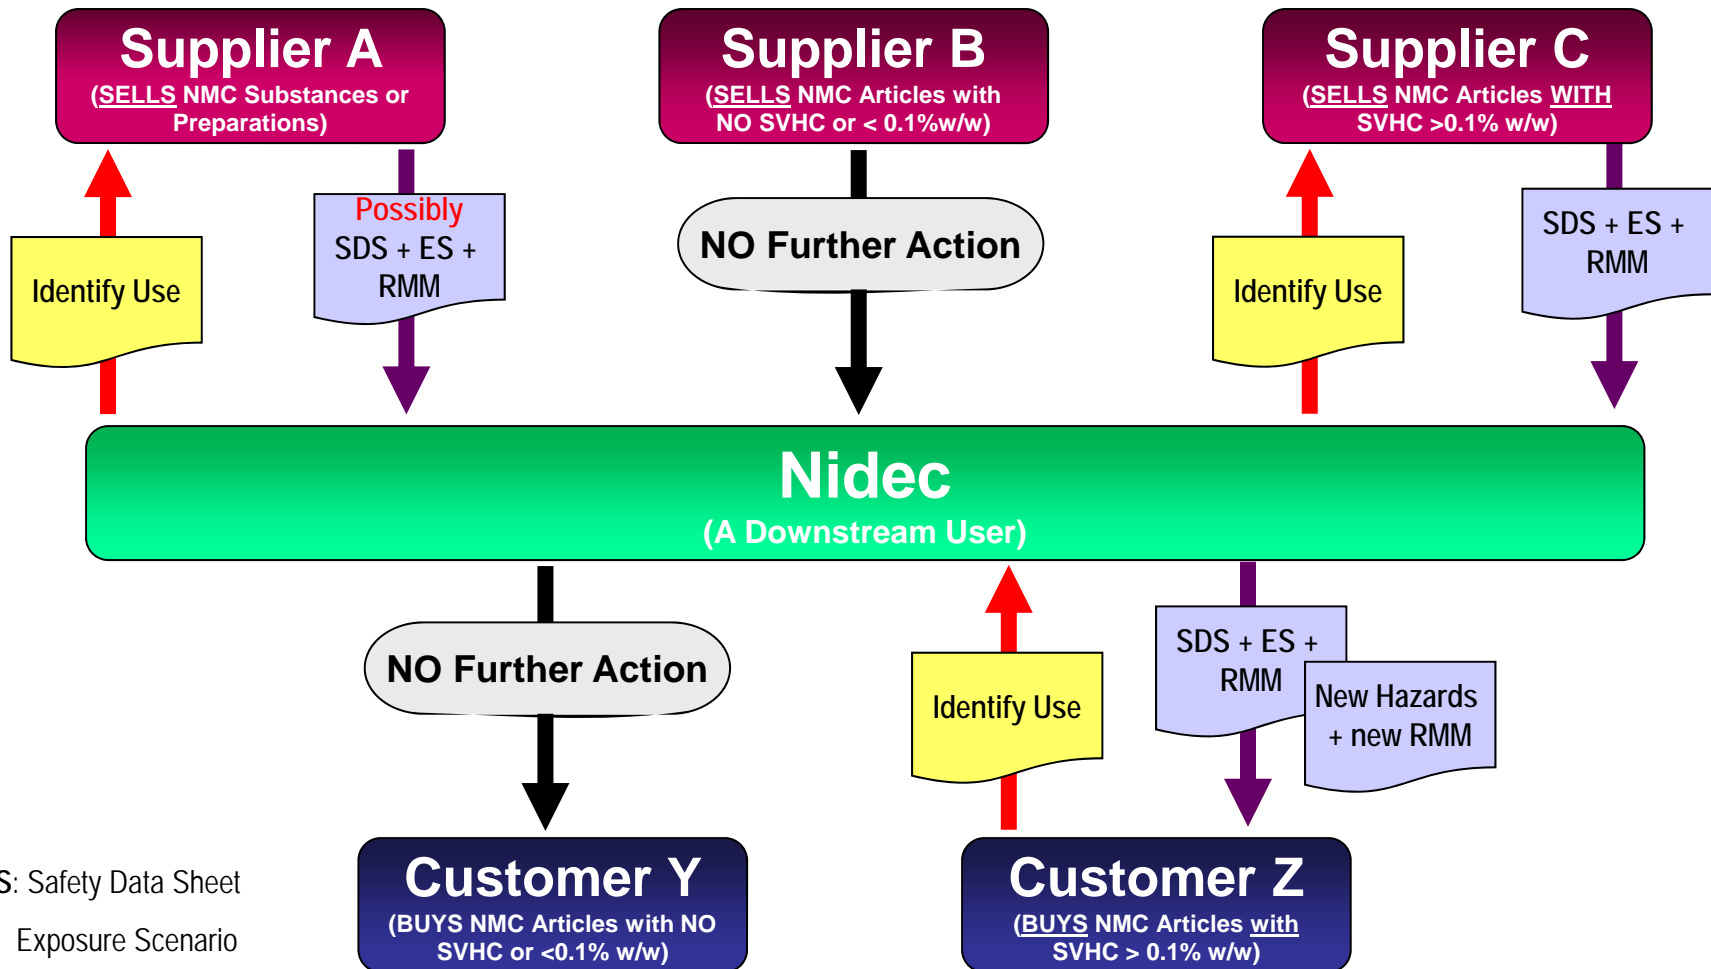 Supplier A
(SELLS NMC Substances or
Preparations)
Supplier B
(SELLS NMC Articles with
NO SVHC or < 0.1%w/w)
Supplier C
(SELLS NMC Articles WITH
SVHC >0.1% w/w)
Identify Use
Possibly
SDS + ES +
RMM
NO Further Action
Identify Use
SDS + ES +
RMM
Nidec
(A Downstream User)
NO Further Action
Identify Use
SDS + ES +
RMM
New Hazards
+ new RMM
Customer Y
(BUYS NMC Articles with NO
SVHC or <0.1% w/w)
Customer Z
(BUYS NMC Articles with
SVHC > 0.1% w/w)
S: Safety Data Sheet
Exposure Scenario